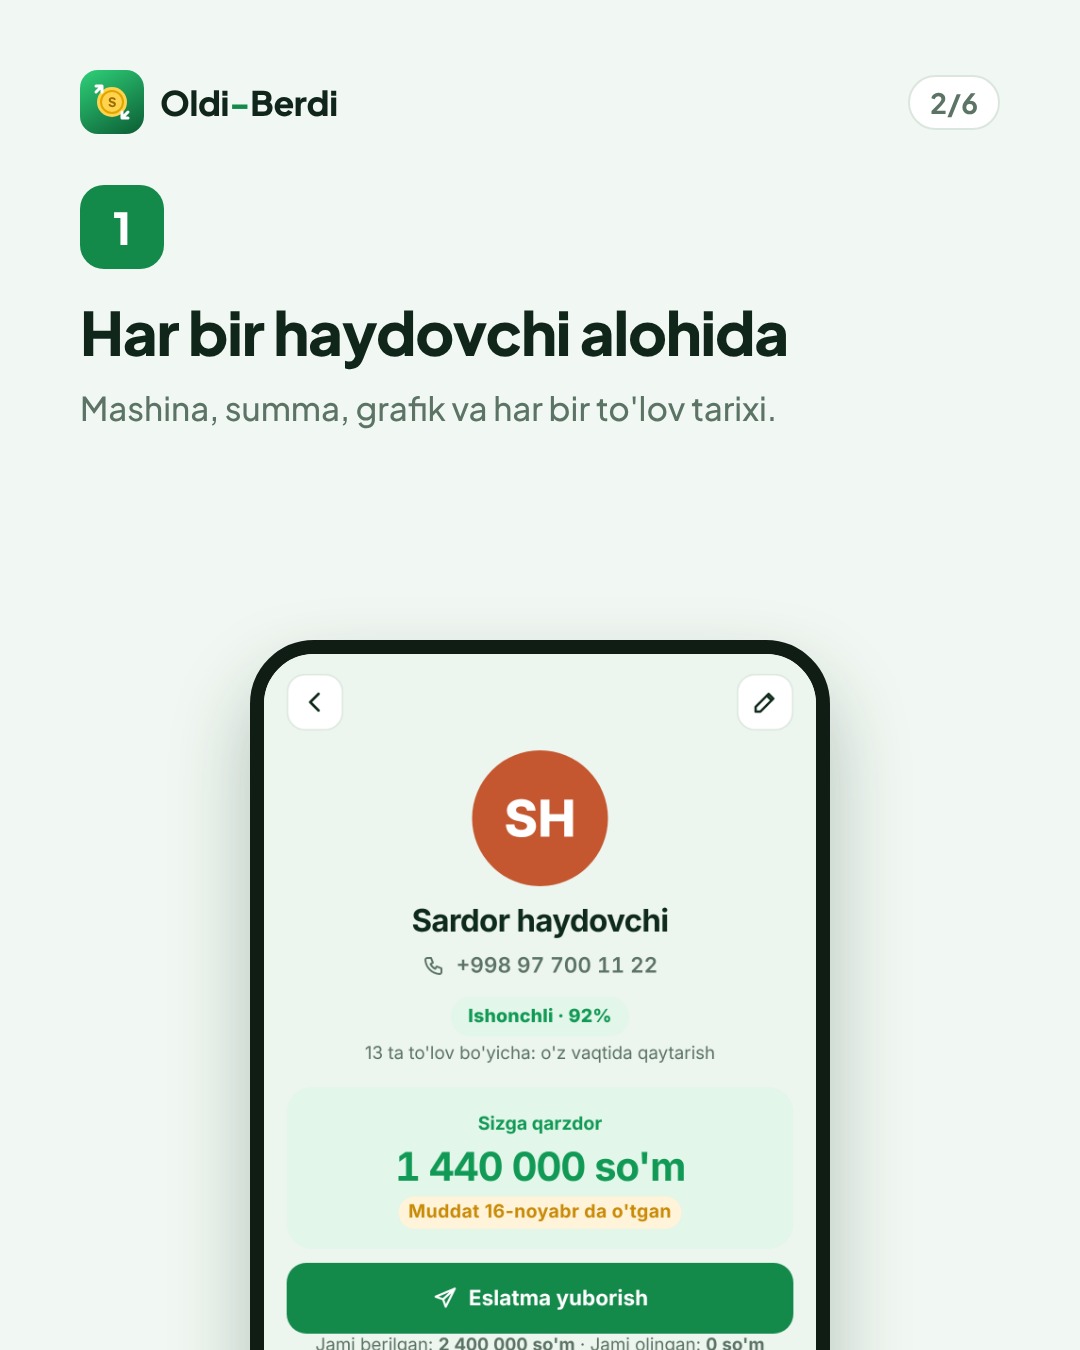 Oldi-Berdi
2/6
1
Har bir haydovchi alohida
Mashina, summa, grafik va har bir to'lov tarixi.
SH
Sardor haydovchi
+998 97 700 11 22
Ishonchli · 92%
13 ta to'lov bo'yicha: o'z vaqtida qaytarish
Sizga qarzdor
1 440 000 so'm
Muddat 16-noyabr da o'tgan
Eslatma yuborish
Jami berilgan: 2 400 000 so'm · Jami olingan: 0 so'm